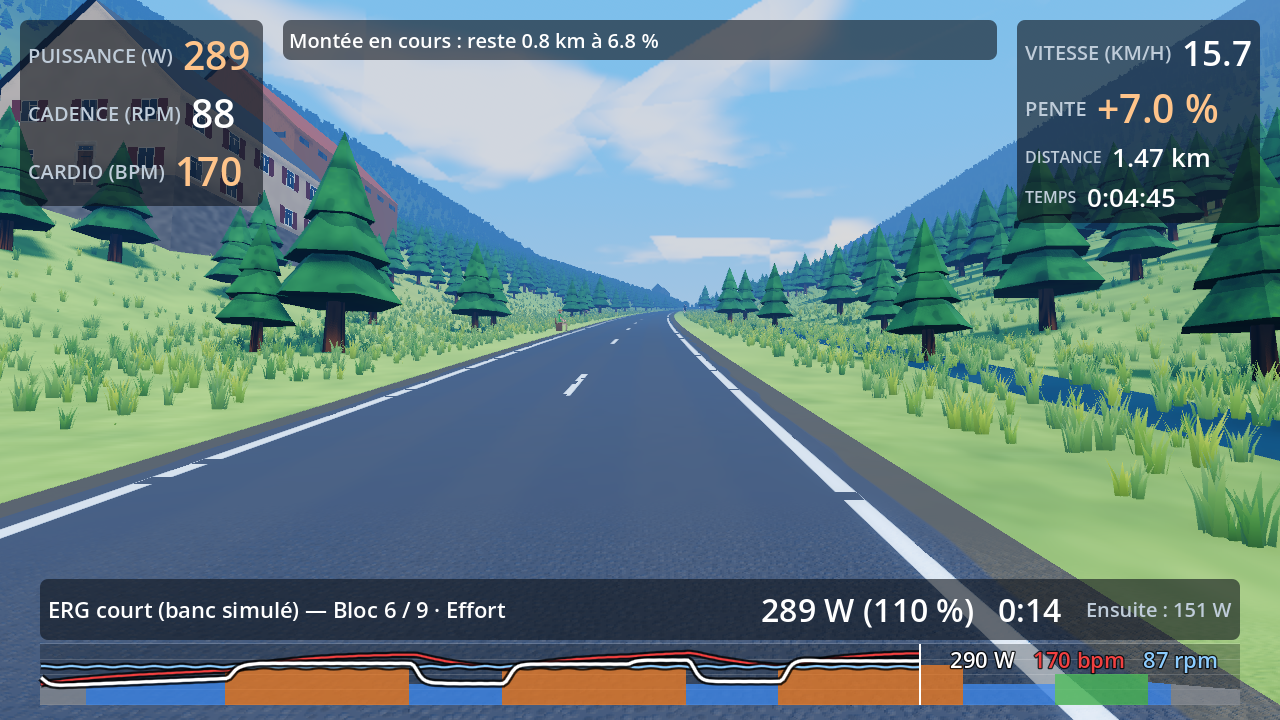 PUISSANCE (W) 289
CADENCE (RPM) 88
CARDIO (BPM) 170
Montée en cours : reste 0.8 km à 6.8 %
VITESSE (KM/H) 15.7
PENTE +7.0 %
DISTANCE 1.47 km
TEMPS 0:04:45
ERG court (banc simulé) — Bloc 6 / 9 · Effort 289 W (110 %) 0:14 Ensuite : 151 W
290 W 170 bpm 87 rpm